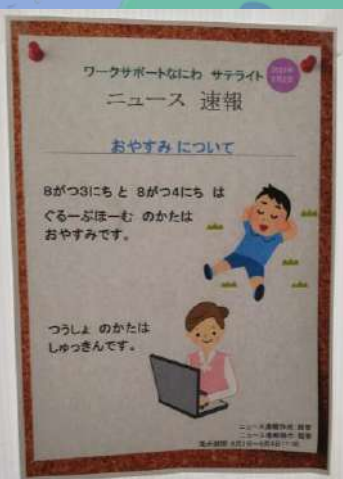 ワークサポートなにわ サテライト
ニュース 速報
おやすみ について
8がつ3にち と 8がつ4にち は
ぐるーぷほーむ のかたは
おやすみです。
つうしょ のかたは
しゅっきんです。